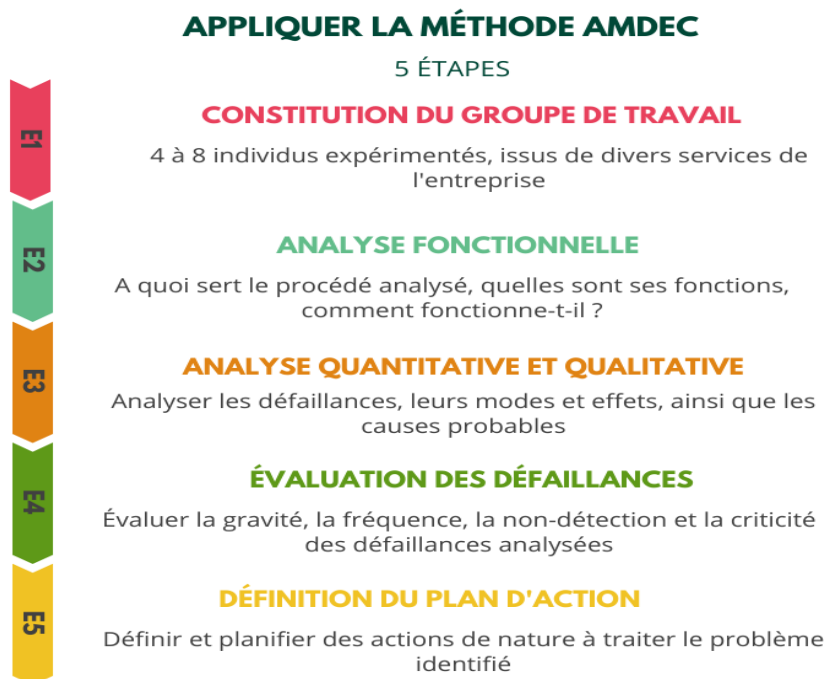 APPLIQUER LA MÉTHODE AMDEC
5 ÉTAPES
E1
CONSTITUTION DU GROUPE DE TRAVAIL
4 à 8 individus expérimentés, issus de divers services de
l'entreprise
E2
ANALYSE FONCTIONNELLE
A quoi sert le procédé analysé, quelles sont ses fonctions,
comment fonctionne-t-il ?
E3
ANALYSE QUANTITATIVE ET QUALITATIVE
Analyser les défaillances, leurs modes et effets, ainsi que les
causes probables
E4
ÉVALUATION DES DÉFAILLANCES
Évaluer la gravité, la fréquence, la non-détection et la criticité
des défaillances analysées
E5
DÉFINITION DU PLAN D'ACTION
Définir et planifier des actions de nature à traiter le problème
identifié